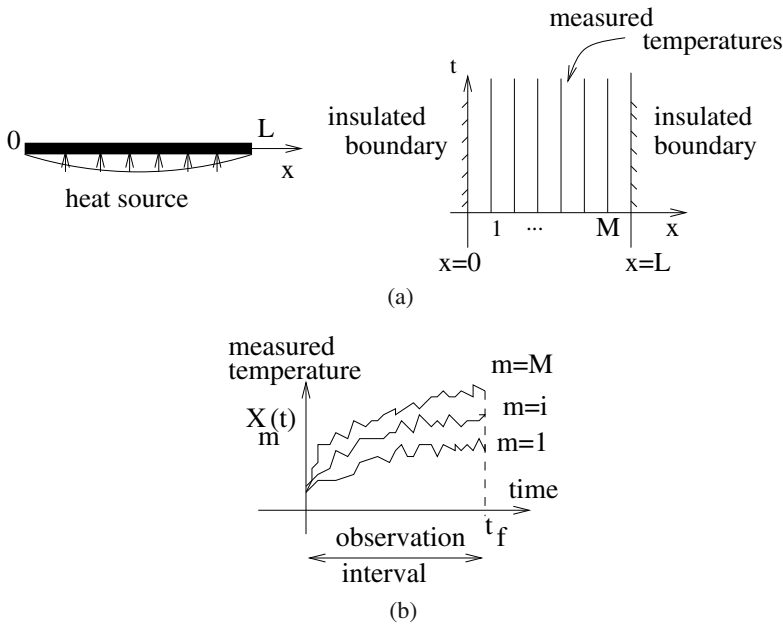 measured
temperatures
t
insulated
boundary
insulated
boundary
0
L
x
heat source
1 ... M
x
x=0
x=L
(a)
measured
temperature
X (t)
m
m=M
m=i
m=1
time
t
f
observation
interval
(b)